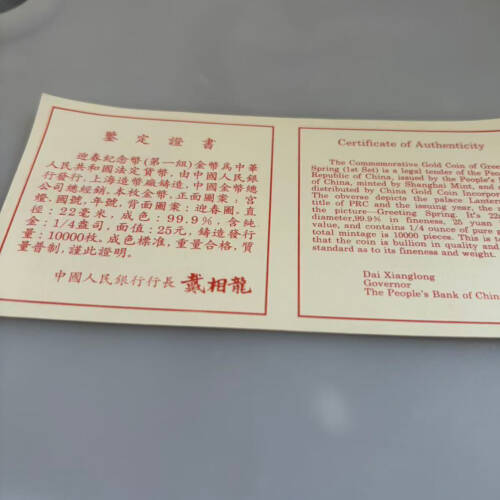 鑒定證書
迎春紀念幣(第一組)金幣爲中華
人民共和國法定貨幣,由中國人民銀
行發行,上海造幣廠鑄造,中國金幣總
公司總經銷。本枚金幣,正面圖案:宮
燈、國號、年號,背面圖案:迎春圖,直
徑:22毫米,成色:99.9%,含純
金:1/4盎司,面值:25元,鑄造發行
量:10000枚。成色標准,重量合格,質
量普制,謹此證明。
中國人民銀行行長 戴相龍
Certificate of Authenticity
The Commemorative Gold Coin of
Spring (1st Set) is a legal tender of the
Republic of China, issued by the People's
of China, minted by Shanghai Mint, and
distributed by China Gold Coin
The obverse depicts the palace
title of PRC and the issuing year, the
the picture—Greeting Spring. It's
diameter,99.9% in fineness, 25 yuan
value, and contains 1/4 ounce of pure
total mintage is 10000 pieces. This is
that the coin is bullion in quality and
standard as to its fineness and weight.
Dai Xianglong
Governor
The People's Bank of